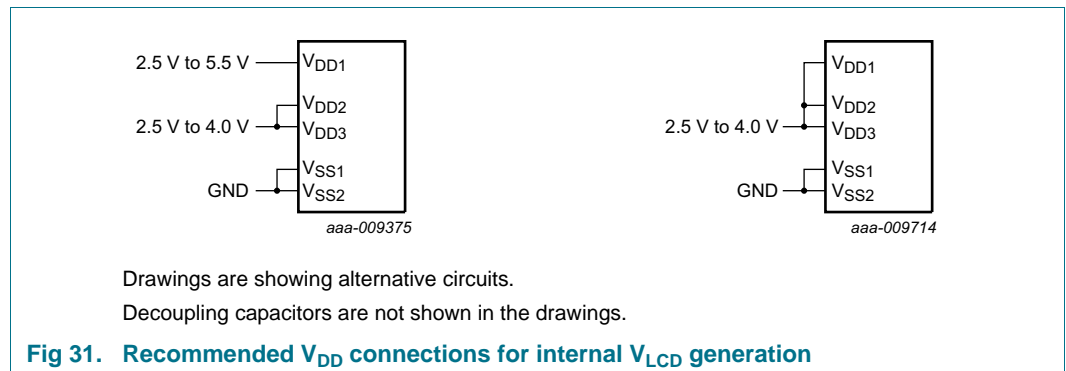 2.5 V to 5.5 V
VDD1
VDD2
2.5 V to 4.0 V
VDD3
VSS1
GND
VSS2
aaa-009375
VDD1
VDD2
2.5 V to 4.0 V
VDD3
VSS1
GND
VSS2
aaa-009714
Drawings are showing alternative circuits.
Decoupling capacitors are not shown in the drawings.
Fig 31. Recommended VDD connections for internal VLCD generation